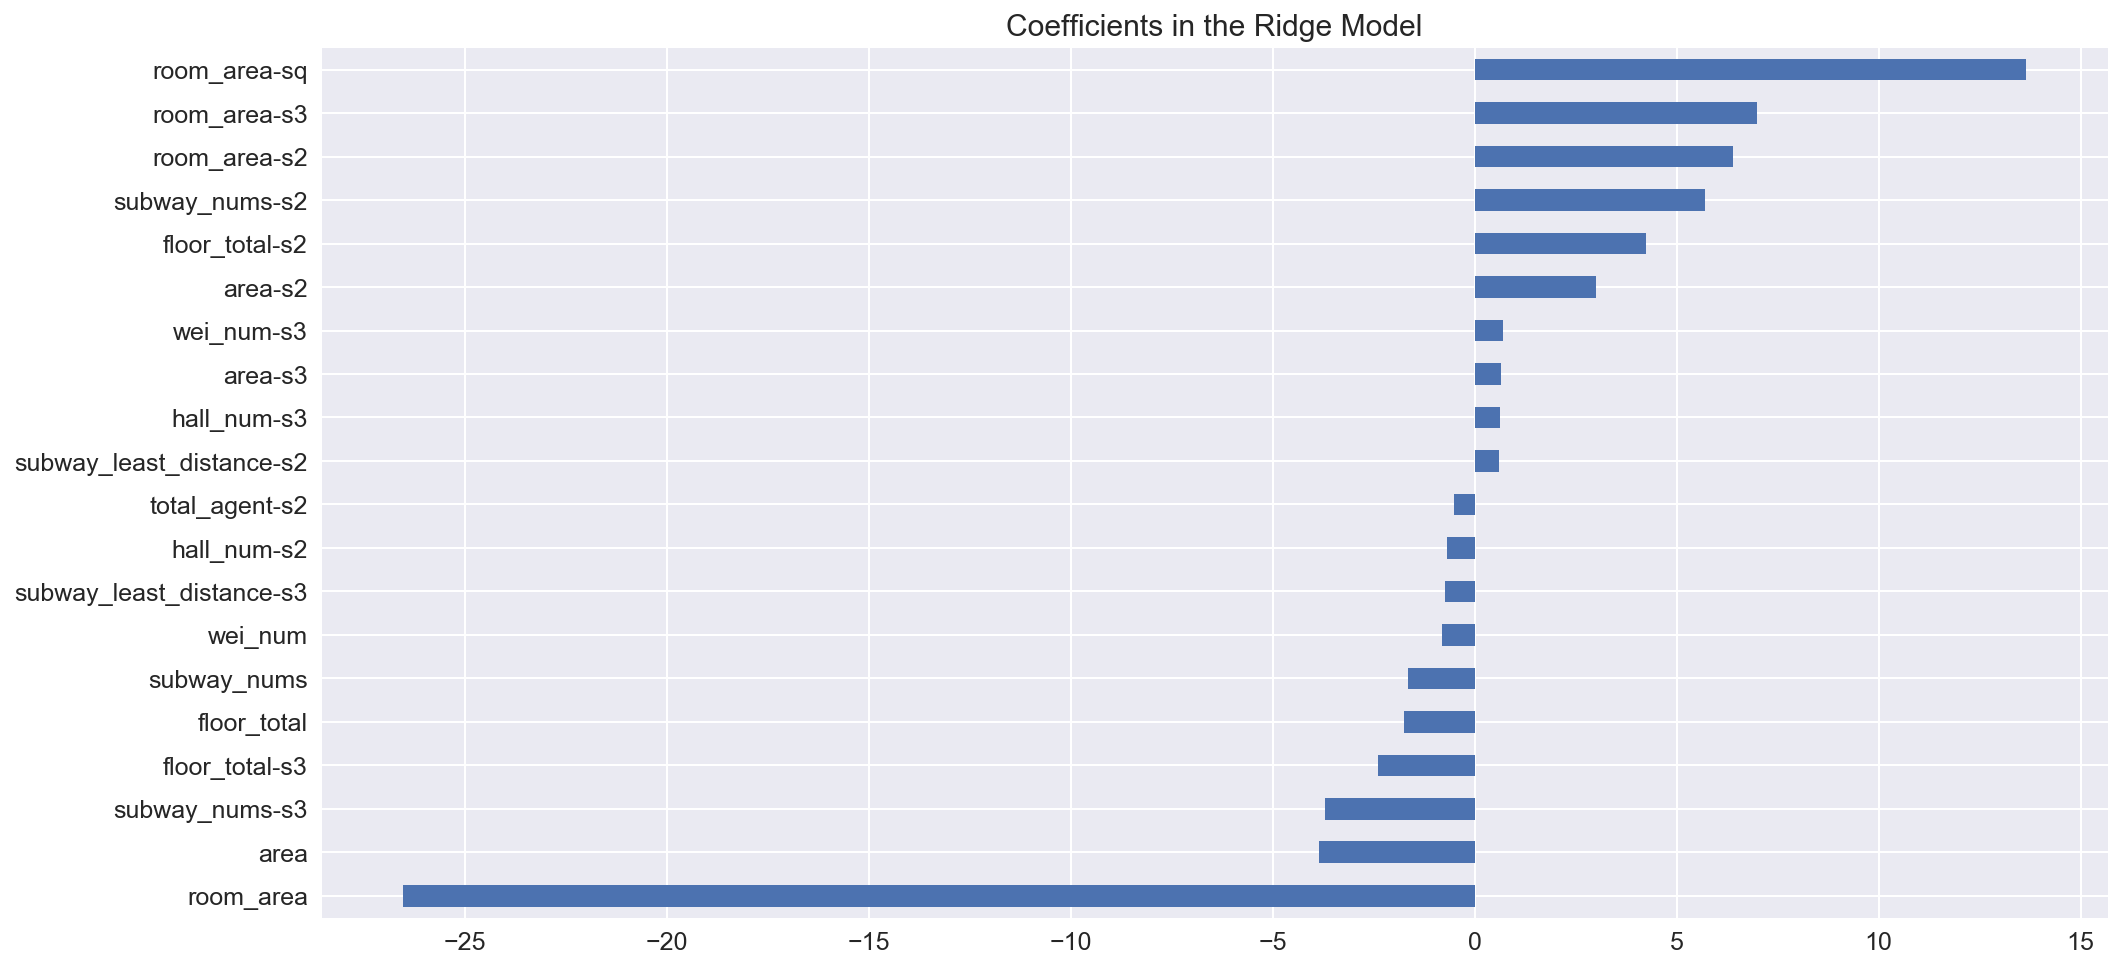 Coefficients in the Ridge Model
room_area-sq
room_area-s3
room_area-s2
subway_nums-s2
floor_total-s2
area-s2
wei_num-s3
area-s3
hall_num-s3
subway_least_distance-s2
total_agent-s2
hall_num-s2
subway_least_distance-s3
wei_num
subway_nums
floor_total
floor_total-s3
subway_nums-s3
area
room_area
−25 −20 −15 −10 −5 0 5 10 15